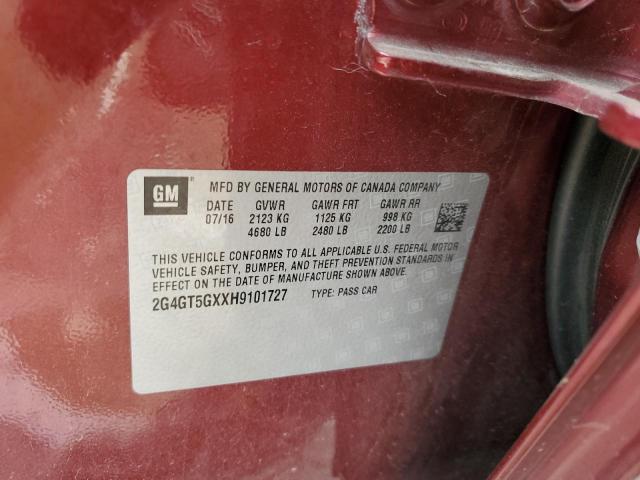 GM MFD BY GENERAL MOTORS OF CANADA COMPANY
DATE GVWR GAWR FRT GAWR RR
07/16 2123 KG 1125 KG 998 KG
4680 LB 2480 LB 2200 LB
THIS VEHICLE CONFORMS TO ALL APPLICABLE U.S. FEDERAL MOTOR
VEHICLE SAFETY, BUMPER, AND THEFT PREVENTION STANDARDS IN
EFFECT ON THE DATE OF MANUFACTURE SHOWN ABOVE.
2G4GT5GXXH9101727 TYPE: PASS CAR